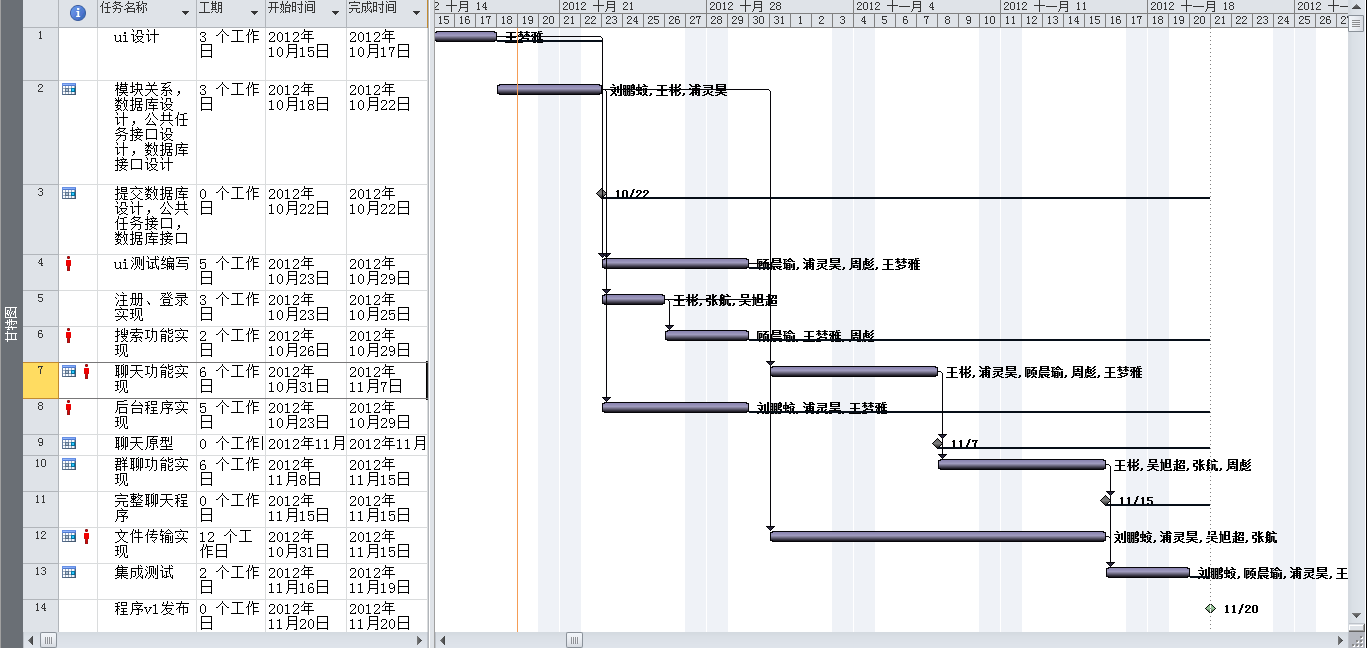 任务名称 工期 开始时间 完成时间
2 十月 14 2012 十月 21 2012 十月 28 2012 十一月 4 2012 十一月 11 2012 十一月 18 2012 十一
15 16 17 18 19 20 21 22 23 24 25 26 27 28 29 30 31 1 2 3 4 5 6 7 8 9 10 11 12 13 14 15 16 17 18 19 20 21 22 23 24 25 26 27
甘特图
1 ui设计 3 个工作 2012年 2012年 王梦雅
日 10月15日 10月17日
2 模块关系, 3 个工作 2012年 2012年 刘鹏蛟,王彬,浦灵昊
数据库设 日 10月18日 10月22日
计,公共任
务接口设
计,数据库
接口设计
3 提交数据库 0 个工作 2012年 2012年 10/22
设计,公共 日 10月22日 10月22日
任务接口,
数据库接口
4 ui测试编写 5 个工作 2012年 2012年 顾晨瑜,浦灵昊,周彪,王梦雅
日 10月23日 10月29日
5 注册、登录 3 个工作 2012年 2012年 王彬,张航,吴旭超
实现 日 10月23日 10月25日
6 搜索功能实 2 个工作 2012年 2012年 顾晨瑜,王梦雅,周彪
现 日 10月26日 10月29日
7 聊天功能实 6 个工作 2012年 2012年 王彬,浦灵昊,顾晨瑜,周彪,王梦雅
现 日 10月31日 11月7日
8 后台程序实 5 个工作 2012年 2012年 刘鹏蛟,浦灵昊,王梦雅
现 日 10月23日 10月29日
9 聊天原型 0 个工作 2012年11月 2012年11月 11/7
10 群聊功能实 6 个工作 2012年 2012年 王彬,吴旭超,张航,周彪
现 日 11月8日 11月15日
11 完整聊天程 0 个工作 2012年 2012年 11/15
序 日 11月15日 11月15日
12 文件传输实 12 个工 2012年 2012年 刘鹏蛟,浦灵昊,吴旭超,张航
现 作日 10月31日 11月15日
13 集成测试 2 个工作 2012年 2012年 刘鹏蛟,顾晨瑜,浦灵昊,王
日 11月16日 11月19日
14 程序v1发布 0 个工作 2012年 2012年 11/20
日 11月20日 11月20日